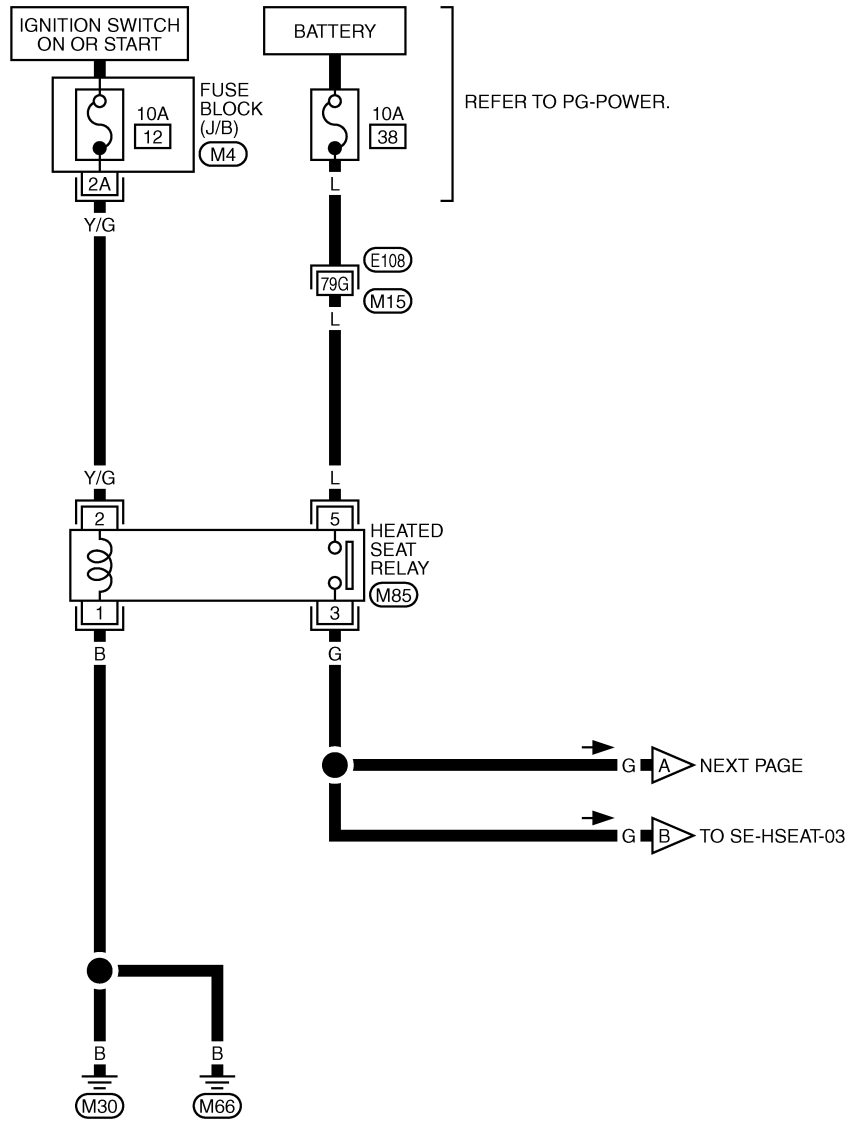 IGNITION SWITCH
ON OR START
BATTERY
REFER TO PG-POWER.
FUSE
BLOCK
(J/B)
M4
10A
12
10A
38
2A
L
Y/G
E108
79G
M15
L
Y/G
L
2
5
HEATED
SEAT
RELAY
M85
1
3
B
G
G
A
NEXT PAGE
G
B
TO SE-HSEAT-03
B
B
M30
M66